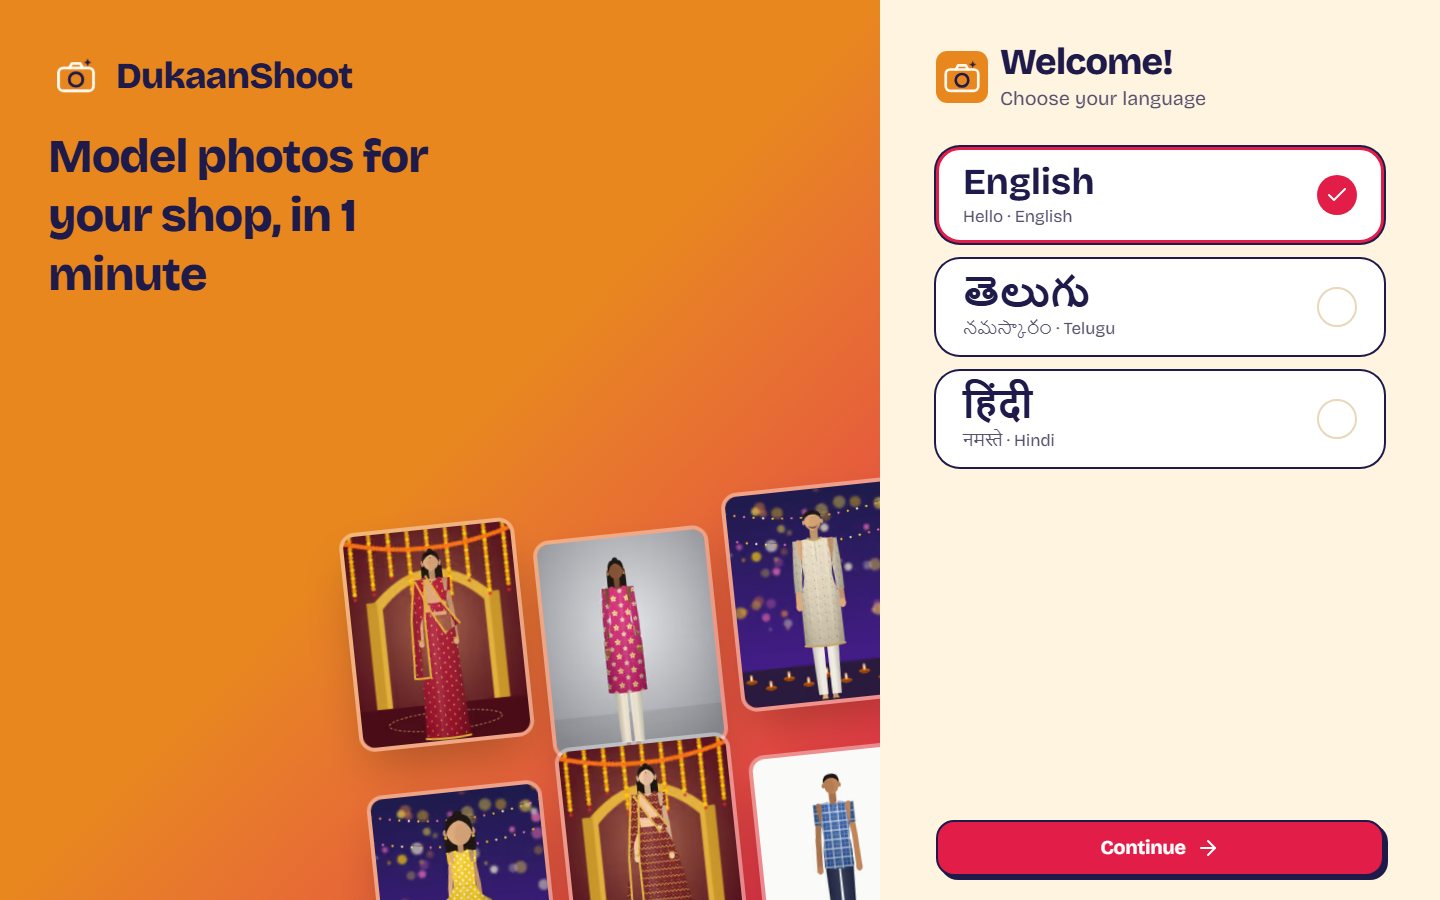 DukaanShoot
Model photos for
your shop, in 1
minute
Welcome!
Choose your language
English
Hello · English
తెలుగు
నమస్కారం · Telugu
हिंदी
नमस्ते · Hindi
Continue →